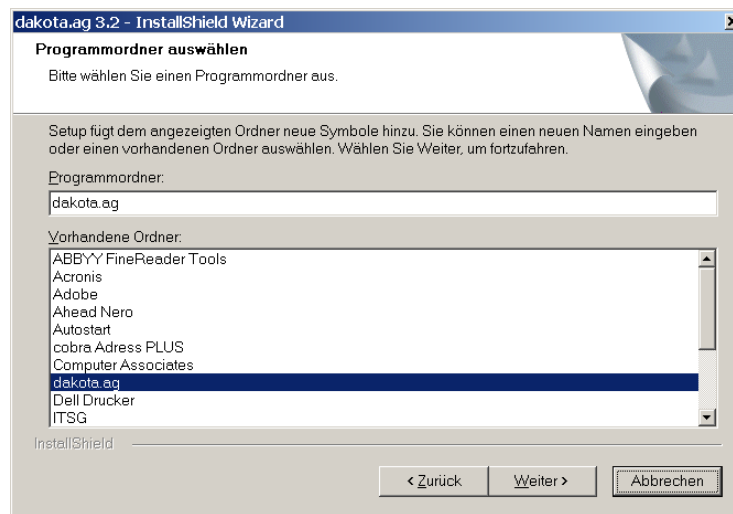 dakota.ag 3.2 - InstallShield Wizard
Programmordner auswählen
Bitte wählen Sie einen Programmordner aus.
Setup fügt dem angezeigten Ordner neue Symbole hinzu. Sie können einen neuen Namen eingeben
oder einen vorhandenen Ordner auswählen. Wählen Sie Weiter, um fortzufahren.
Programmordner:
dakota.ag
Vorhandene Ordner:
ABBYY FineReader Tools
Acronis
Adobe
Ahead Nero
Autostart
cobra Adress PLUS
Computer Associates
dakota.ag
Dell Drucker
ITSG
InstallShield
< Zurück Weiter > Abbrechen